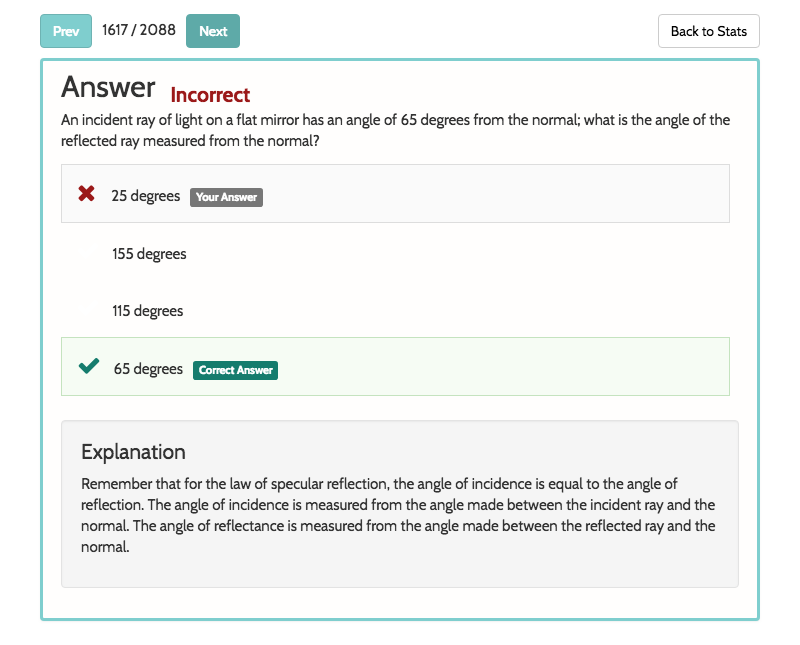 Prev 1617 / 2088 Next Back to Stats
Answer Incorrect
An incident ray of light on a flat mirror has an angle of 65 degrees from the normal; what is the angle of the
reflected ray measured from the normal?
25 degrees Your Answer
155 degrees
115 degrees
65 degrees Correct Answer
Explanation
Remember that for the law of specular reflection, the angle of incidence is equal to the angle of
reflection. The angle of incidence is measured from the angle made between the incident ray and the
normal. The angle of reflectance is measured from the angle made between the reflected ray and the
normal.